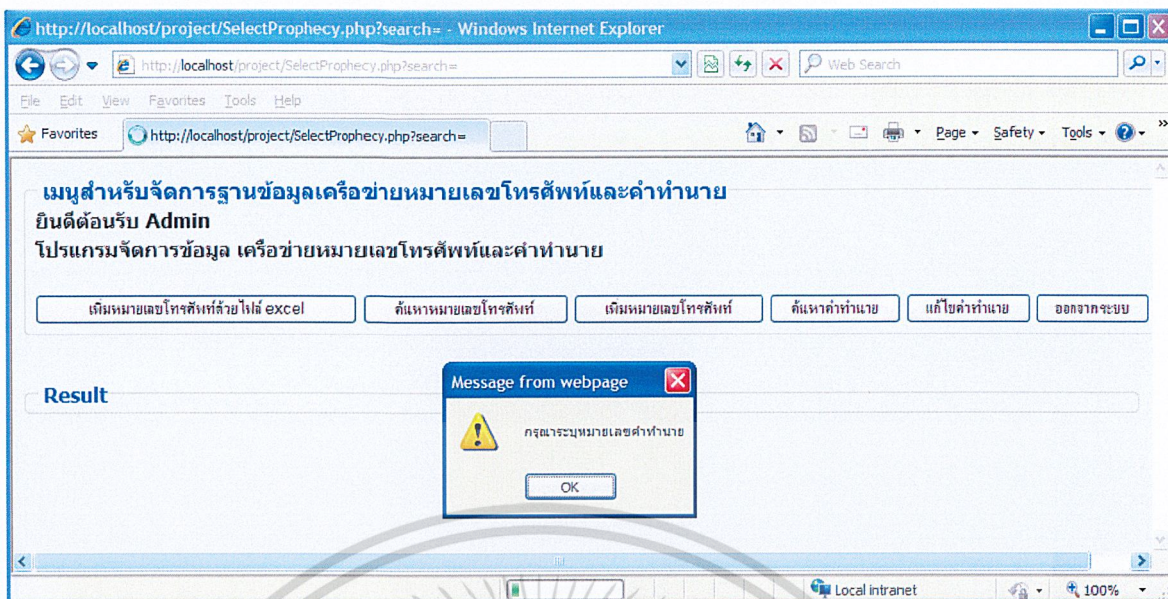 http://localhost/project/SelectProphecy.php?search= - Windows Internet Explorer
http://localhost/project/SelectProphecy.php?search=
Web Search
File Edit View Favorites Tools Help
Favorites
http://localhost/project/SelectProphecy.php?search=
Page Safety Tools
เมนูสำหรับจัดการฐานข้อมูลเครือข่ายหมายเลขโทรศัพท์และคำทำนาย
ยินดีต้อนรับ Admin
โปรแกรมจัดการข้อมูล เครือข่ายหมายเลขโทรศัพท์และคำทำนาย
เพิ่มหมายเลขโทรศัพท์ด้วยไฟล์ excel ค้นหาหมายเลขโทรศัพท์ เพิ่มหมายเลขโทรศัพท์ ค้นหาคำทำนาย แก้ไขคำทำนาย ออกจากระบบ
Result
Message from webpage
กรุณาระบุหมายเลขคำทำนาย
OK
Local intranet
100%